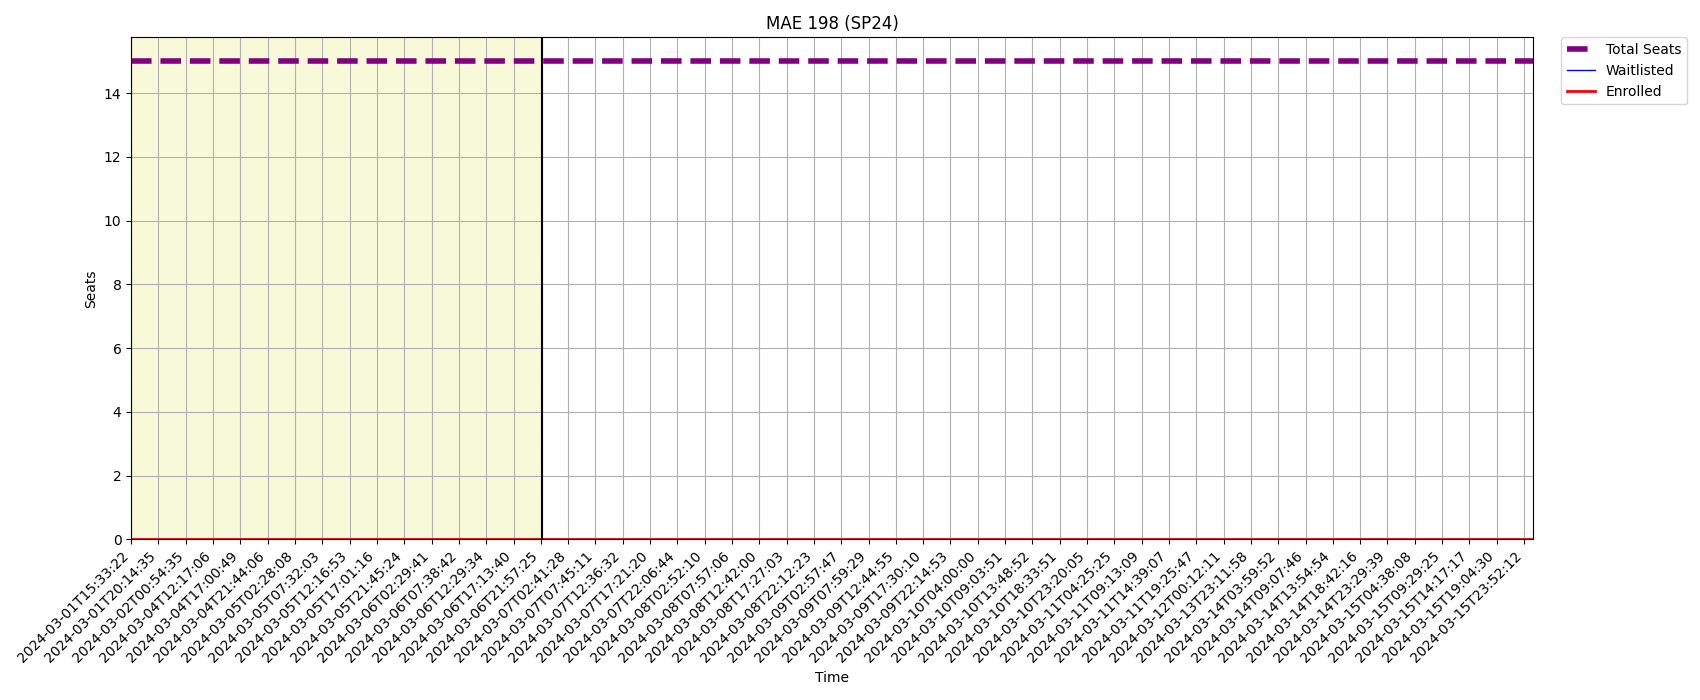 MAE 198 (SP24)
Total Seats
Waitlisted
Enrolled
Seats
14
12
10
8
6
4
2
0
2024-03-01T15:33:22
2024-03-01T20:14:35
2024-03-02T00:54:35
2024-03-04T12:17:06
2024-03-04T17:00:49
2024-03-04T21:44:06
2024-03-05T02:28:08
2024-03-05T07:32:03
2024-03-05T12:16:53
2024-03-05T17:01:16
2024-03-05T21:45:24
2024-03-06T02:29:41
2024-03-06T07:38:42
2024-03-06T12:29:34
2024-03-06T17:13:40
2024-03-06T21:57:25
2024-03-07T02:41:28
2024-03-07T07:45:11
2024-03-07T12:36:32
2024-03-07T17:21:20
2024-03-07T22:06:44
2024-03-08T02:52:10
2024-03-08T07:57:06
2024-03-08T12:42:00
2024-03-08T17:27:03
2024-03-08T22:12:23
2024-03-09T02:57:47
2024-03-09T07:59:29
2024-03-09T12:44:55
2024-03-09T17:30:10
2024-03-09T22:14:53
2024-03-10T04:00:00
2024-03-10T09:03:51
2024-03-10T13:48:52
2024-03-10T18:33:51
2024-03-10T23:20:05
2024-03-11T04:25:25
2024-03-11T09:13:09
2024-03-11T14:39:07
2024-03-11T19:25:47
2024-03-12T00:12:11
2024-03-13T23:11:58
2024-03-14T03:59:52
2024-03-14T09:07:46
2024-03-14T13:54:54
2024-03-14T18:42:16
2024-03-14T23:29:39
2024-03-15T04:38:08
2024-03-15T09:29:25
2024-03-15T14:17:17
2024-03-15T19:04:30
2024-03-15T23:52:12
Time